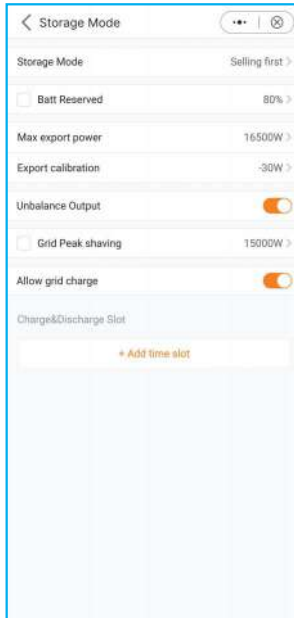 Storage Mode
Storage Mode Selling first
Batt Reserved 80%
Max export power 16500W
Export calibration -30W
Unbalance Output
Grid Peak shaving 15000W
Allow grid charge
Charge&Discharge Slot
+ Add time slot